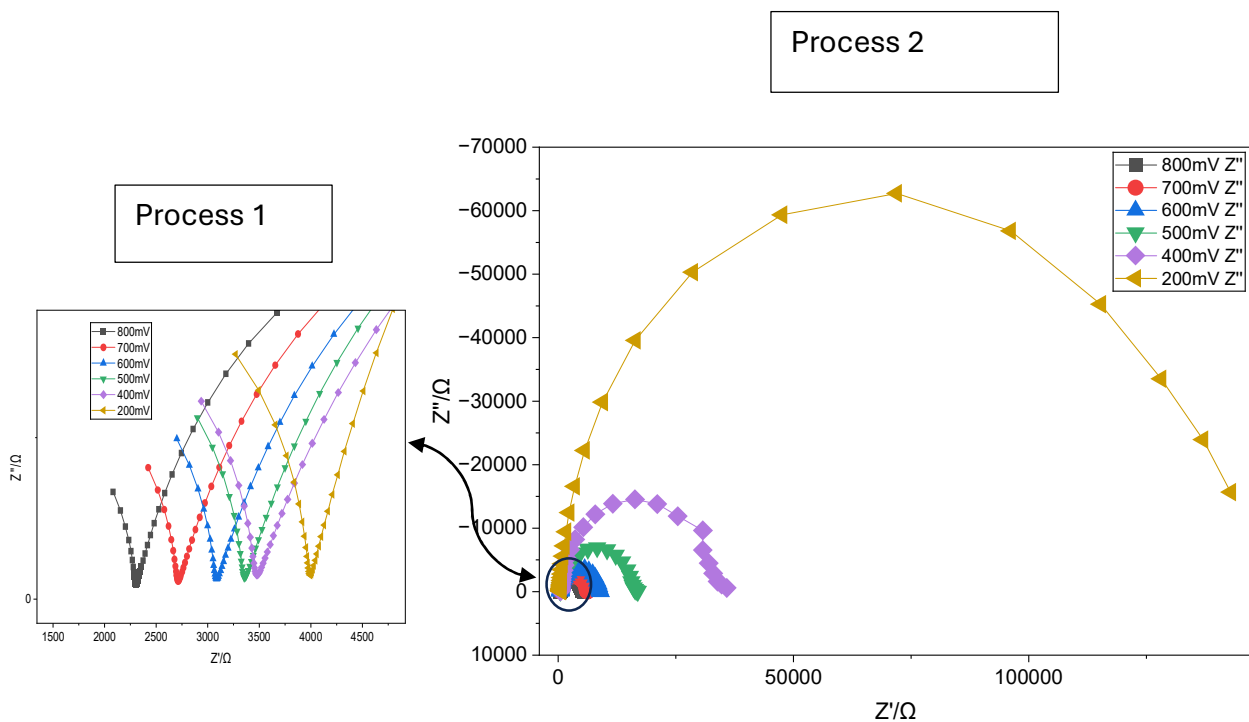 Process 2
Process 1
−70000
−60000
−50000
−40000
−30000
−20000
−10000
0
10000
Z"/Ω
0
50000
100000
Z'/Ω
800mV Z"
700mV Z"
600mV Z"
500mV Z"
400mV Z"
200mV Z"
800mV
700mV
600mV
500mV
400mV
200mV
Z"/Ω
0
1500
2000
2500
3000
3500
4000
4500
Z'/Ω